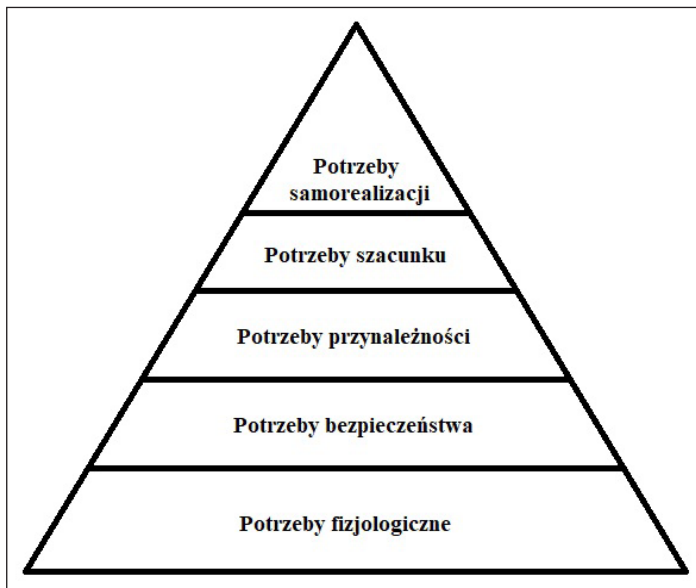 Potrzeby
samorealizacji
Potrzeby szacunku
Potrzeby przynależności
Potrzeby bezpieczeństwa
Potrzeby fizjologiczne